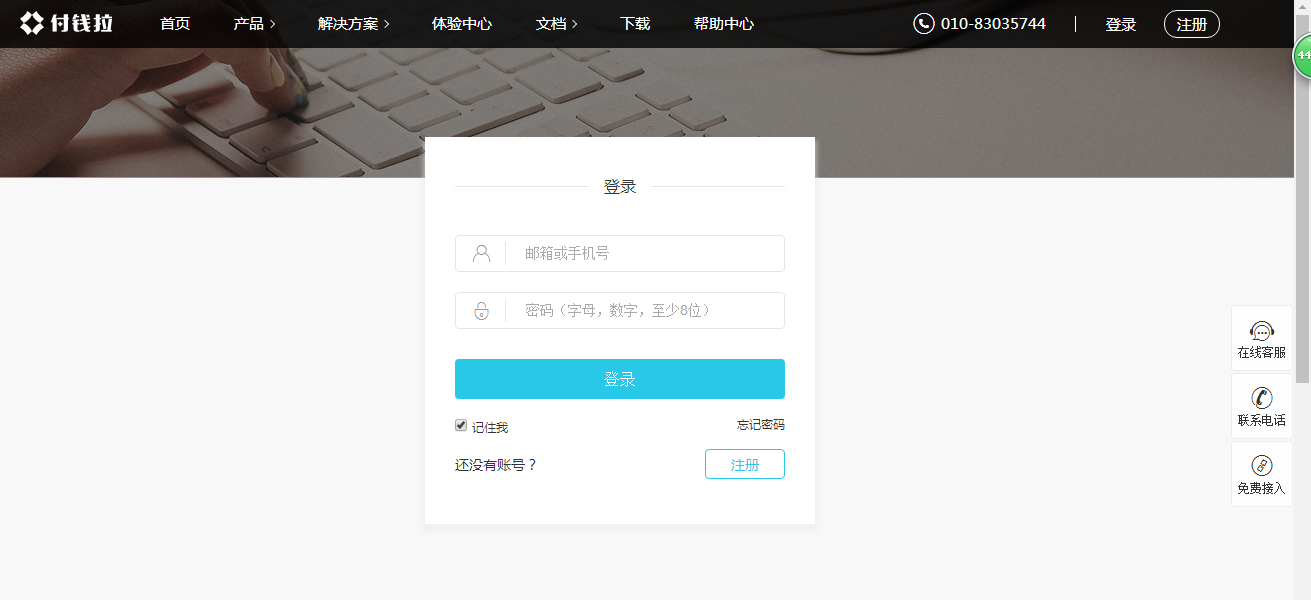 付钱拉 首页 产品 解决方案 体验中心 文档 下载 帮助中心 010-83035744 登录 注册
44
登录
邮箱或手机号
密码（字母，数字，至少8位）
登录
记住我 忘记密码
还没有账号？ 注册
在线客服
联系电话
免费接入